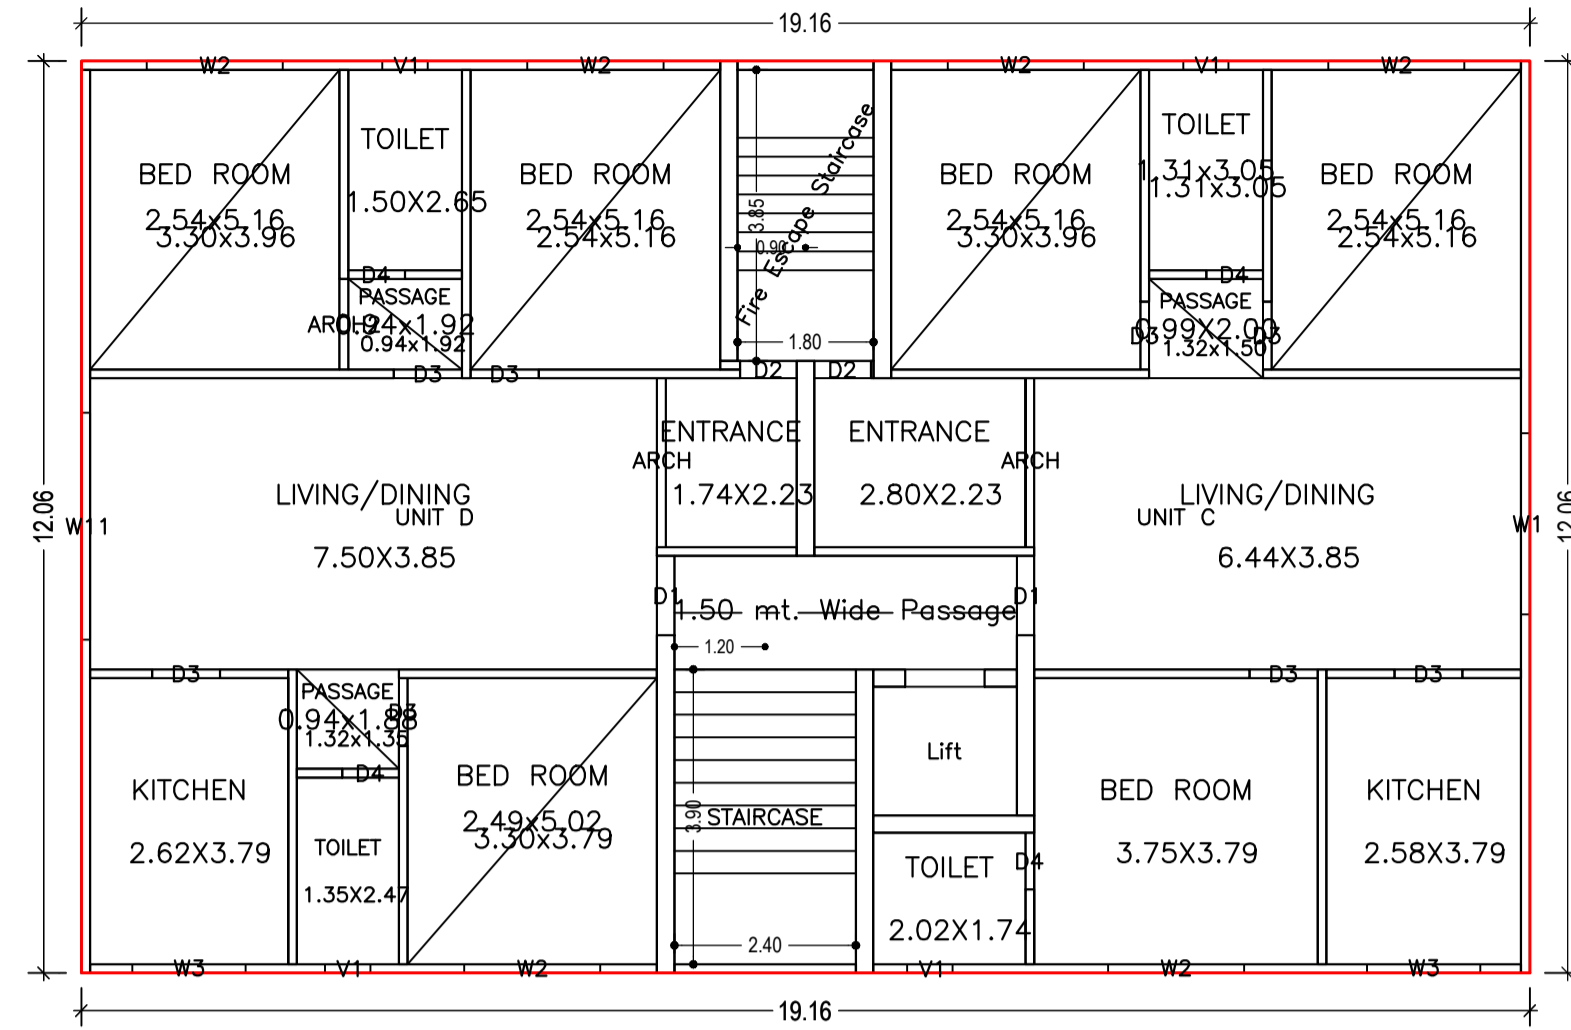 19.16
W2
V1
W2
W2
V1
W2
BED ROOM
2.54x5.16
3.30x3.96
TOILET
1.50X2.65
BED ROOM
2.54x5.16
2.54x5.16
3.85
0.90
Fire Escape Staircase
1.80
BED ROOM
2.54x5.16
3.30x3.96
TOILET
1.31x3.05
1.31x3.05
BED ROOM
2.54x5.16
2.54x5.16
D4
PASSAGE
ARCH2
0.94x1.92
0.94x1.92
D4
PASSAGE
D3
0.99X2.00
D3
1.32x1.50
D3
D3
D2
D2
ENTRANCE
1.74X2.23
ENTRANCE
2.80X2.23
ARCH
ARCH
12.06
W11
LIVING/DINING
UNIT D
7.50X3.85
LIVING/DINING
UNIT C
6.44X3.85
W1
12.06
D1
1.50 mt. Wide Passage
D1
1.20
D3
PASSAGE
D3
0.94x1.88
1.32x1.35
D4
D3
D3
KITCHEN
2.62X3.79
TOILET
1.35X2.47
BED ROOM
2.49x5.02
3.30x3.79
3.90
STAIRCASE
2.40
Lift
TOILET
2.02X1.74
D4
BED ROOM
3.75X3.79
KITCHEN
2.58X3.79
W3
V1
W2
V1
W2
W3
19.16